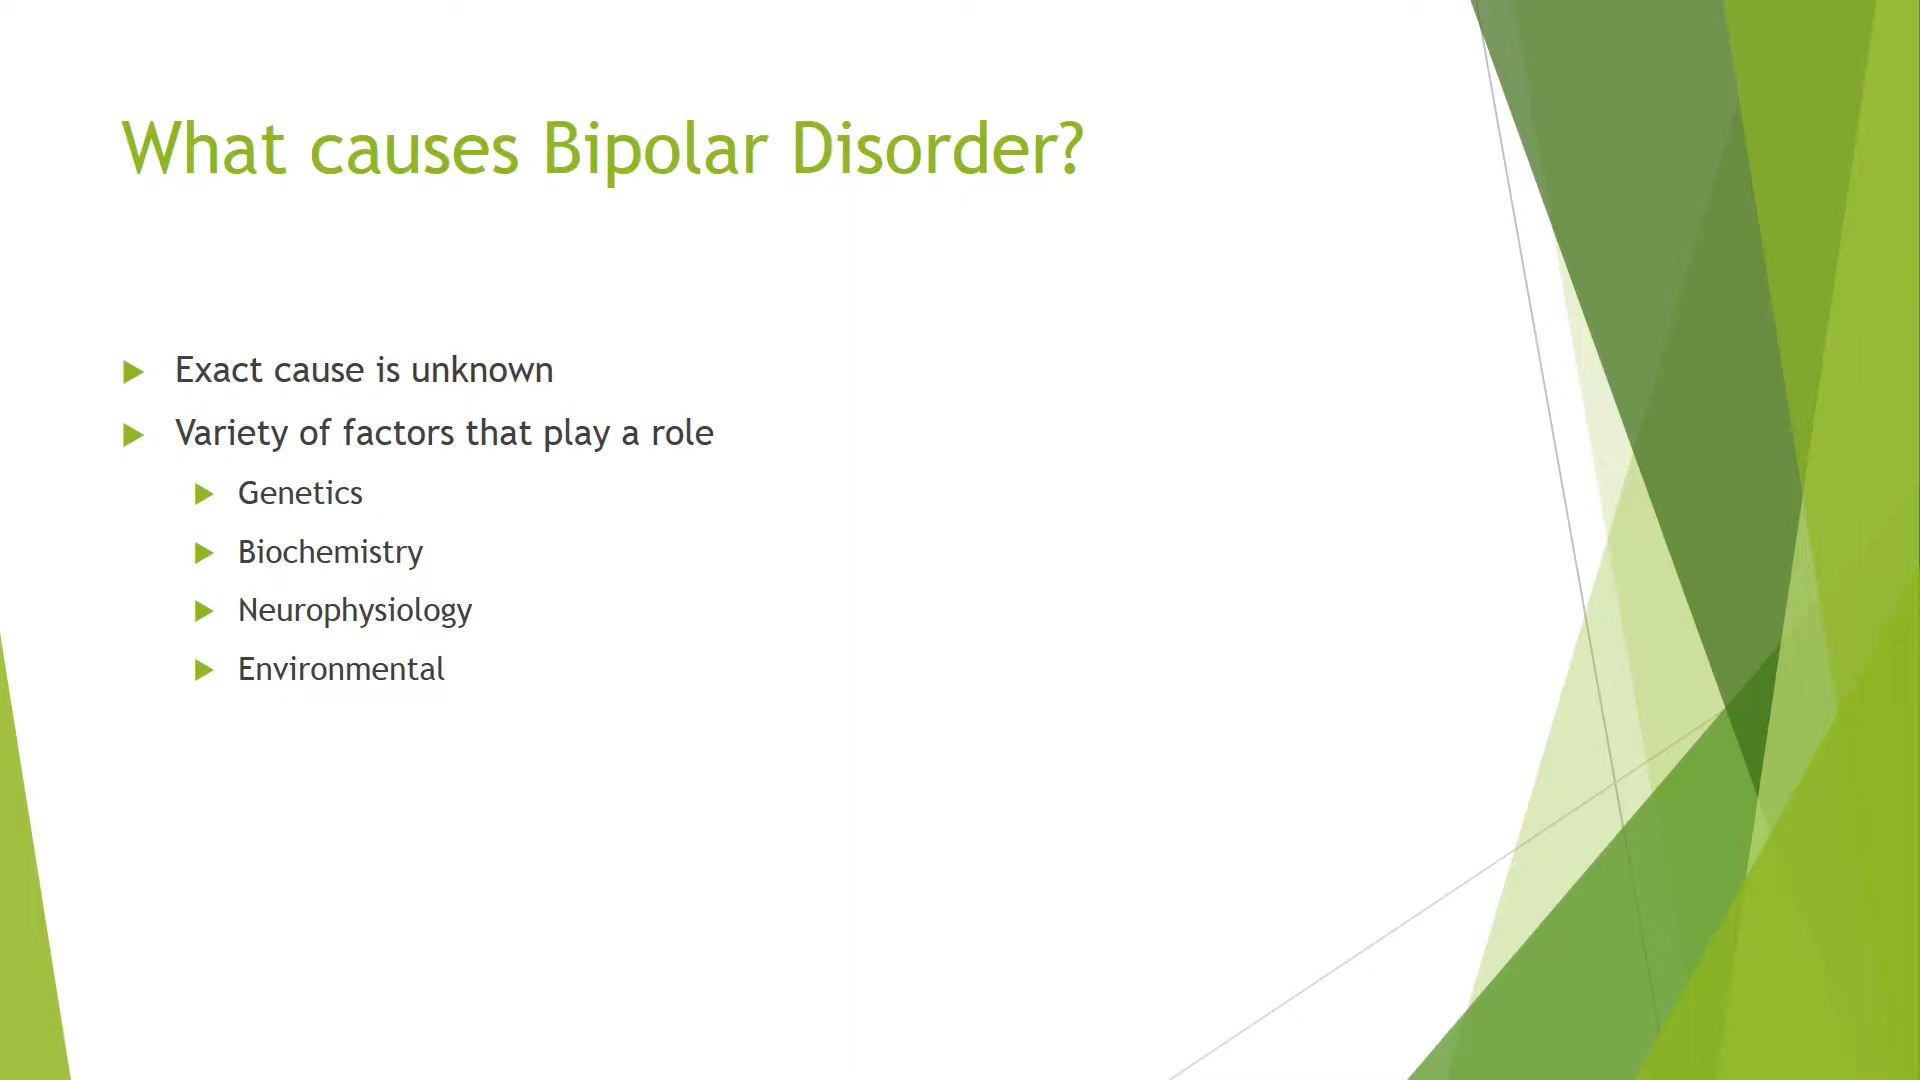 What causes Bipolar Disorder?
Exact cause is unknown
Variety of factors that play a role
Genetics
Biochemistry
Neurophysiology
Environmental